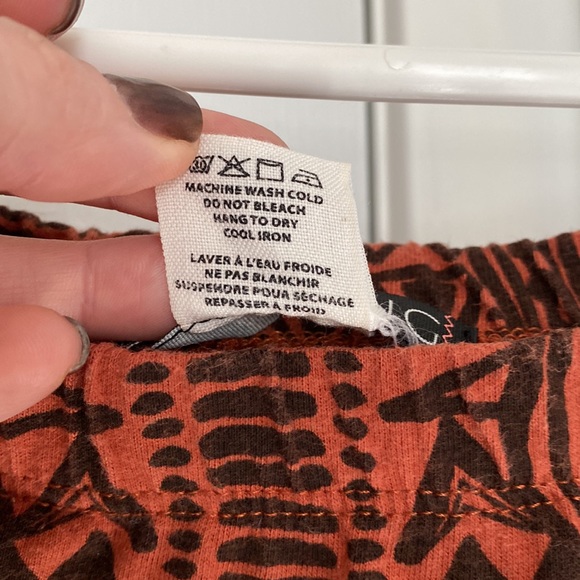 MACHINE WASH COLD
DO NOT BLEACH
HANG TO DRY
COOL IRON
LAVER À L'EAU FROIDE
NE PAS BLANCHIR
SUSPENDRE POUR SÉCHAGE
REPASSER À FROID